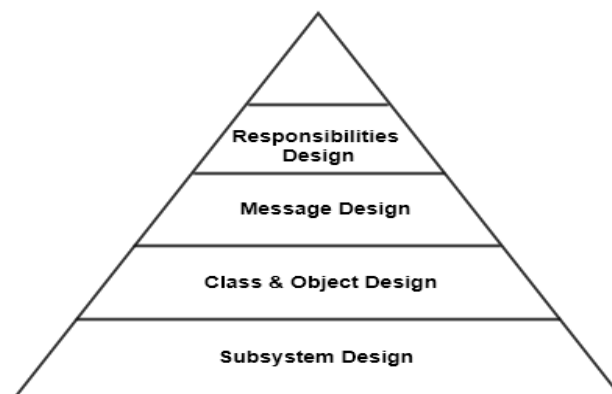 Responsibilities
Design
Message Design
Class & Object Design
Subsystem Design